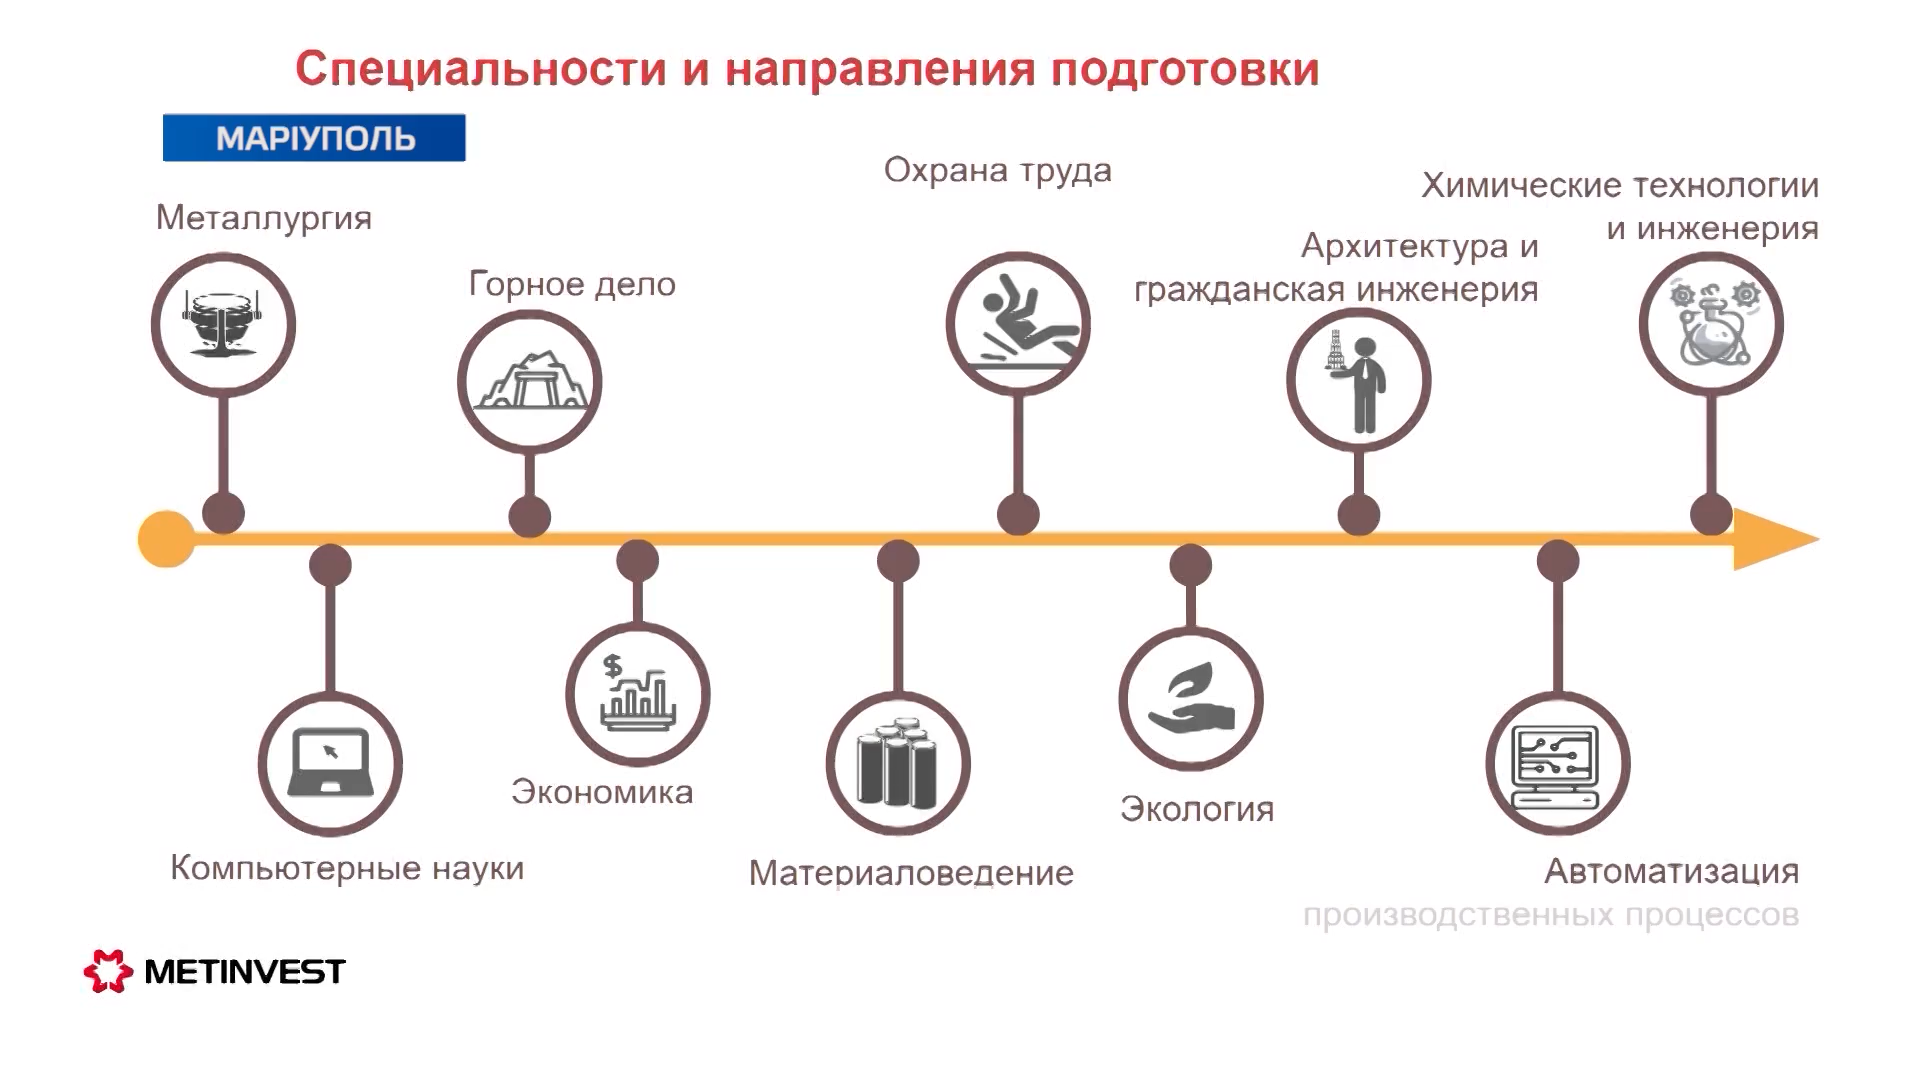 Специальности и направления подготовки
МАРІУПОЛЬ
Металлургия
Горное дело
Охрана труда
Архитектура и
гражданская инженерия
Химические технологии
и инженерия
$
Компьютерные науки
Экономика
Материаловедение
Экология
Автоматизация
производственных процессов
METINVEST